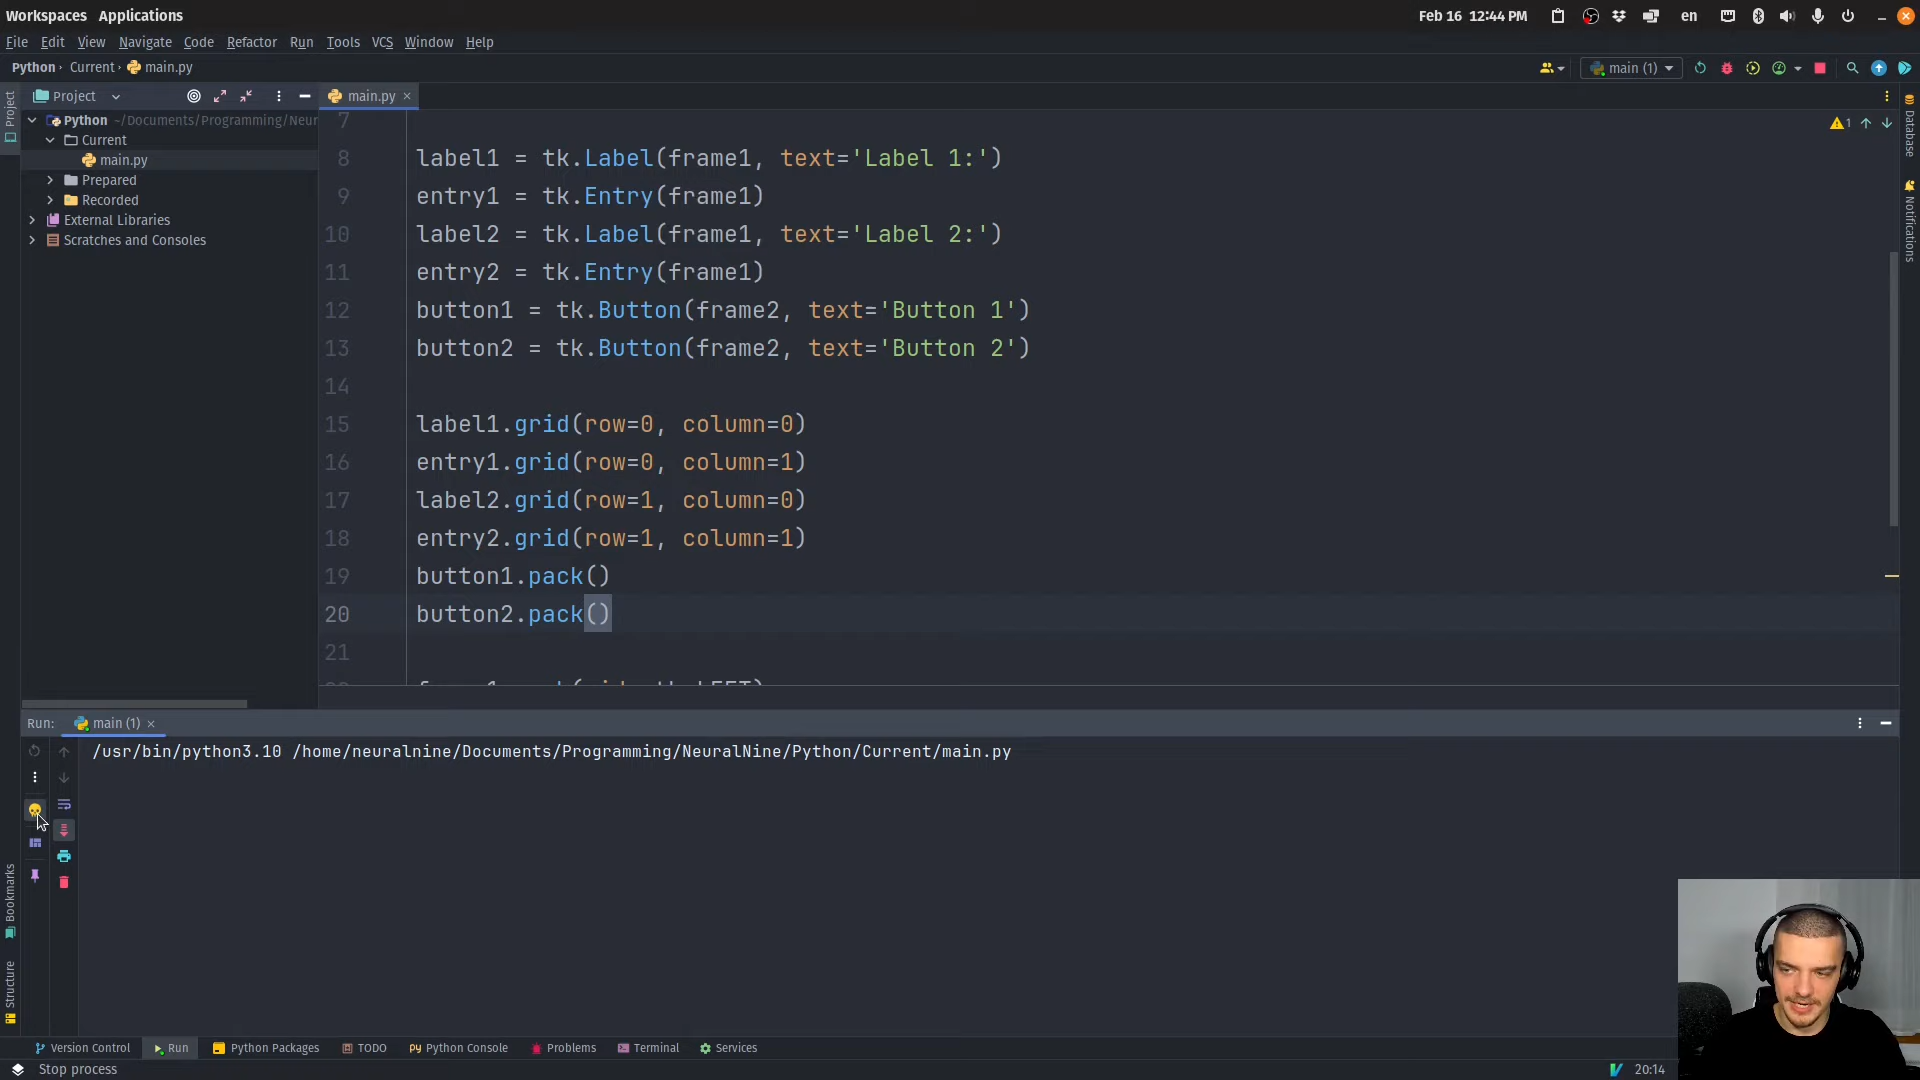 Workspaces Applications Feb 16 12:44 PM en
File Edit View Navigate Code Refactor Run Tools VCS Window Help
Python Current main.py main (1)
Project main.py
Project
Python ~/Documents/Programming/Neur
Current
main.py
Prepared
Recorded
External Libraries
Scratches and Consoles
7
8 label1 = tk.Label(frame1, text='Label 1:')
9 entry1 = tk.Entry(frame1)
10 label2 = tk.Label(frame1, text='Label 2:')
11 entry2 = tk.Entry(frame1)
12 button1 = tk.Button(frame2, text='Button 1')
13 button2 = tk.Button(frame2, text='Button 2')
14
15 label1.grid(row=0, column=0)
16 entry1.grid(row=0, column=1)
17 label2.grid(row=1, column=0)
18 entry2.grid(row=1, column=1)
19 button1.pack()
20 button2.pack()
21
1
Database
Notifications
Run: main (1)
/usr/bin/python3.10 /home/neuralnine/Documents/Programming/NeuralNine/Python/Current/main.py
Bookmarks
Structure
Version Control Run Python Packages TODO Python Console Problems Terminal Services
Stop process 20:14